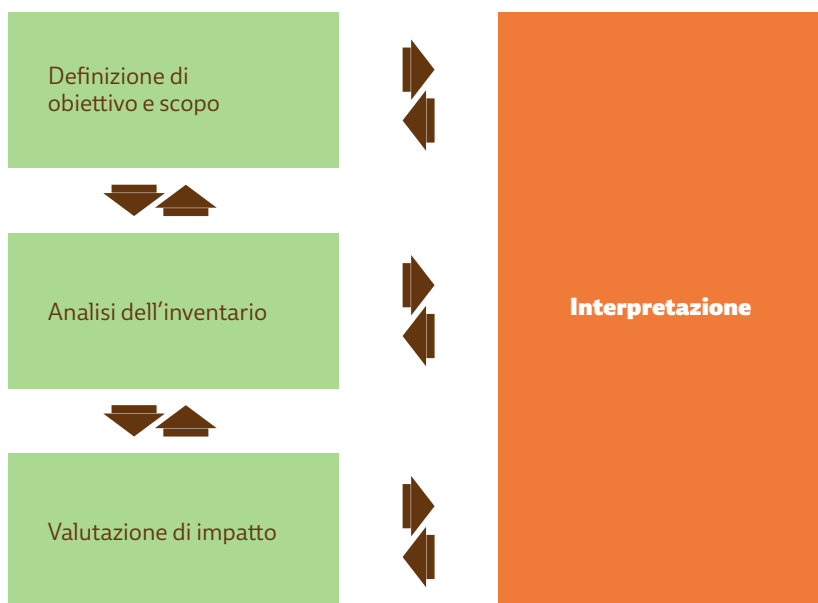 Definizione di
obiettivo e scopo
Analisi dell'inventario
Interpretazione
Valutazione di impatto